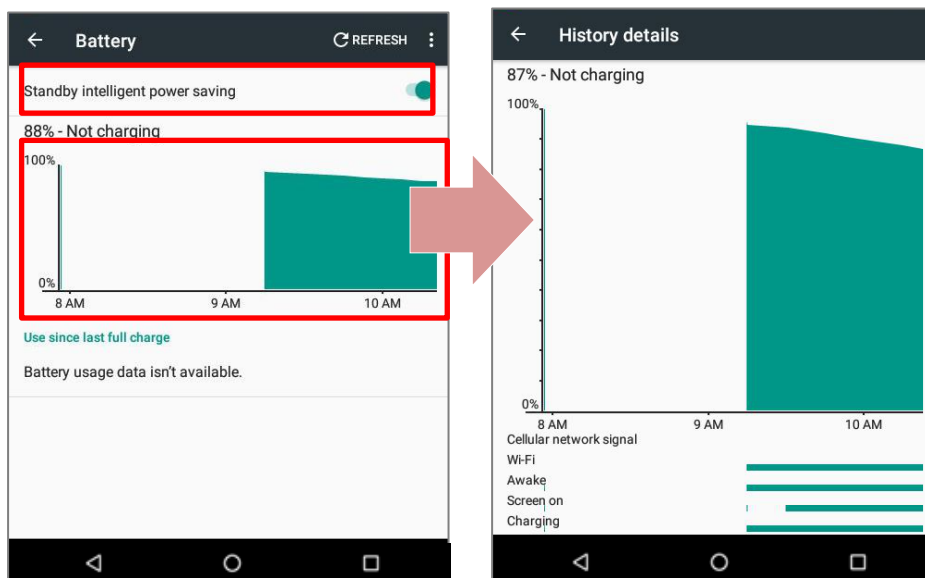 Battery
REFRESH
Standby intelligent power saving
88% - Not charging
100%
0%
8 AM 9 AM 10 AM
Use since last full charge
Battery usage data isn't available.
History details
87% - Not charging
100%
0%
8 AM 9 AM 10 AM
Cellular network signal
Wi-Fi
Awake
Screen on
Charging